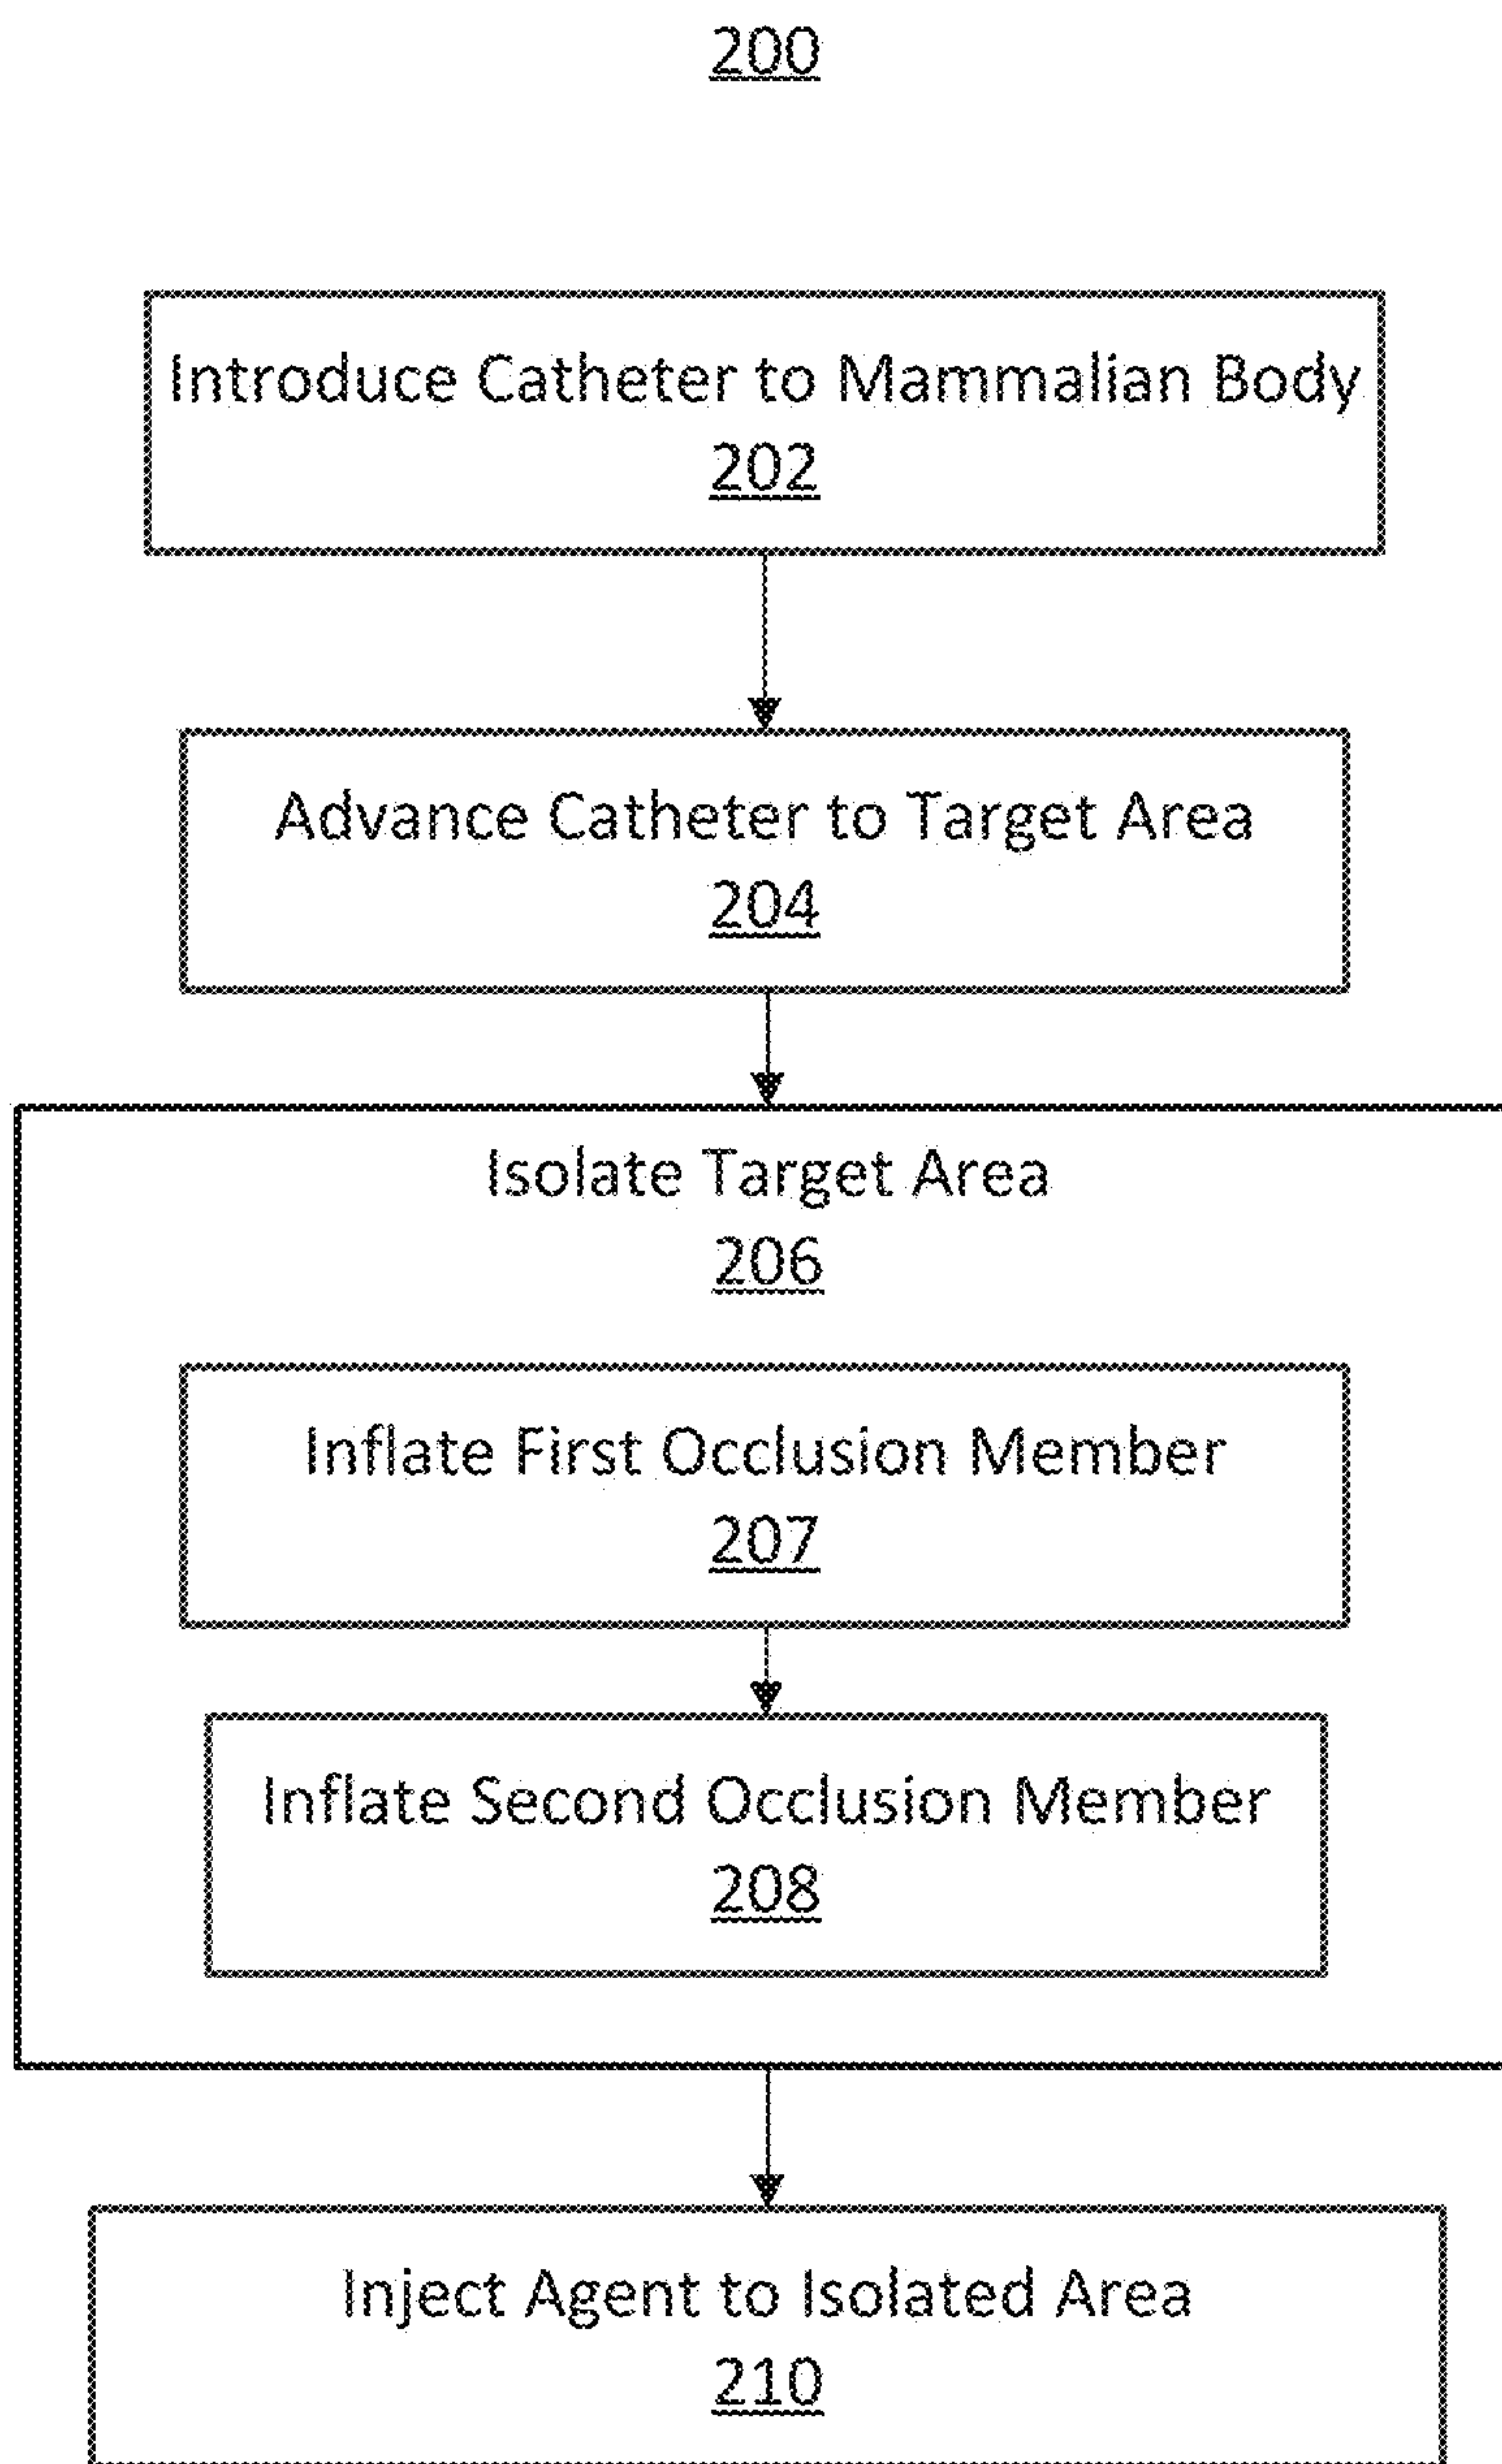 200
Introduce Catheter to Mammalian Body
202
Advance Catheter to Target Area
204
Isolate Target Area
206
Inflate First Occlusion Member
207
Inflate Second Occlusion Member
208
Inject Agent to Isolated Area
210